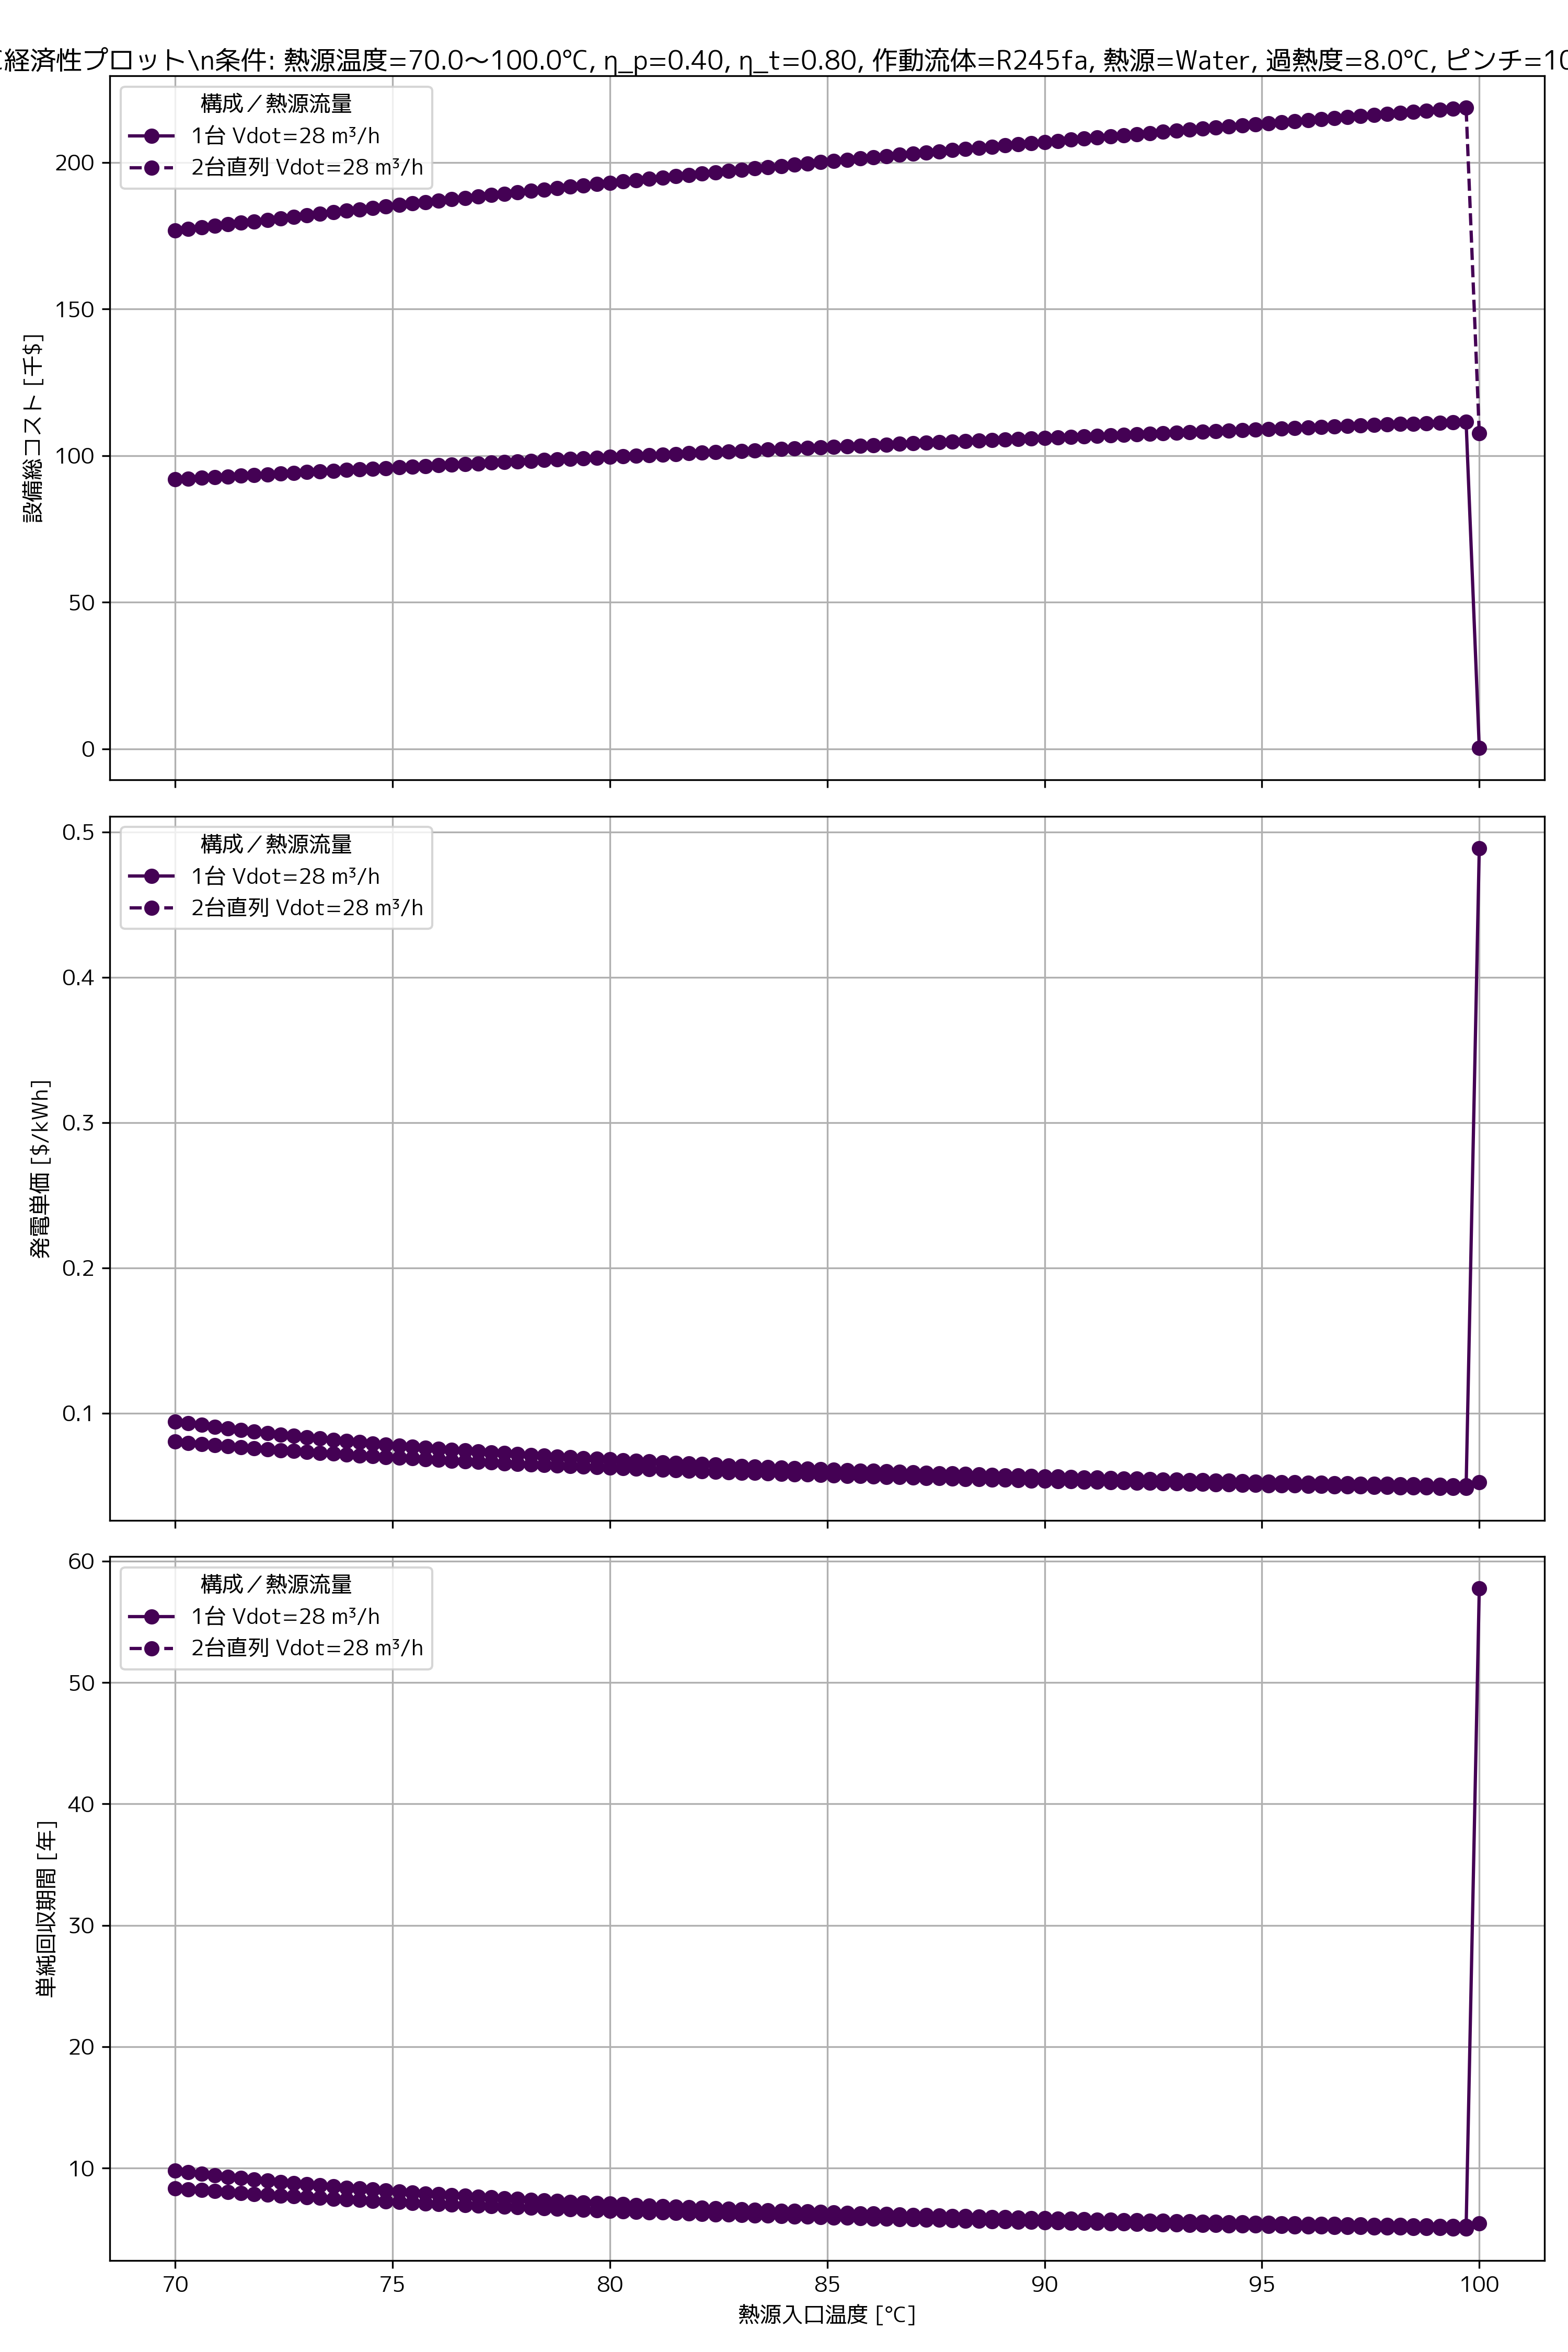 経済性プロット\n条件: 熱源温度=70.0～100.0℃, η_p=0.40, η_t=0.80, 作動流体=R245fa, 熱源=Water, 過熱度=8.0℃, ピンチ=10
構成／熱源流量
1台 Vdot=28 m³/h
2台直列 Vdot=28 m³/h
200
150
100
50
0
設備総コスト [千$]
構成／熱源流量
1台 Vdot=28 m³/h
2台直列 Vdot=28 m³/h
0.5
0.4
0.3
0.2
0.1
発電単価 [$/kWh]
構成／熱源流量
1台 Vdot=28 m³/h
2台直列 Vdot=28 m³/h
60
50
40
30
20
10
単純回収期間 [年]
70 75 80 85 90 95 100
熱源入口温度 [℃]